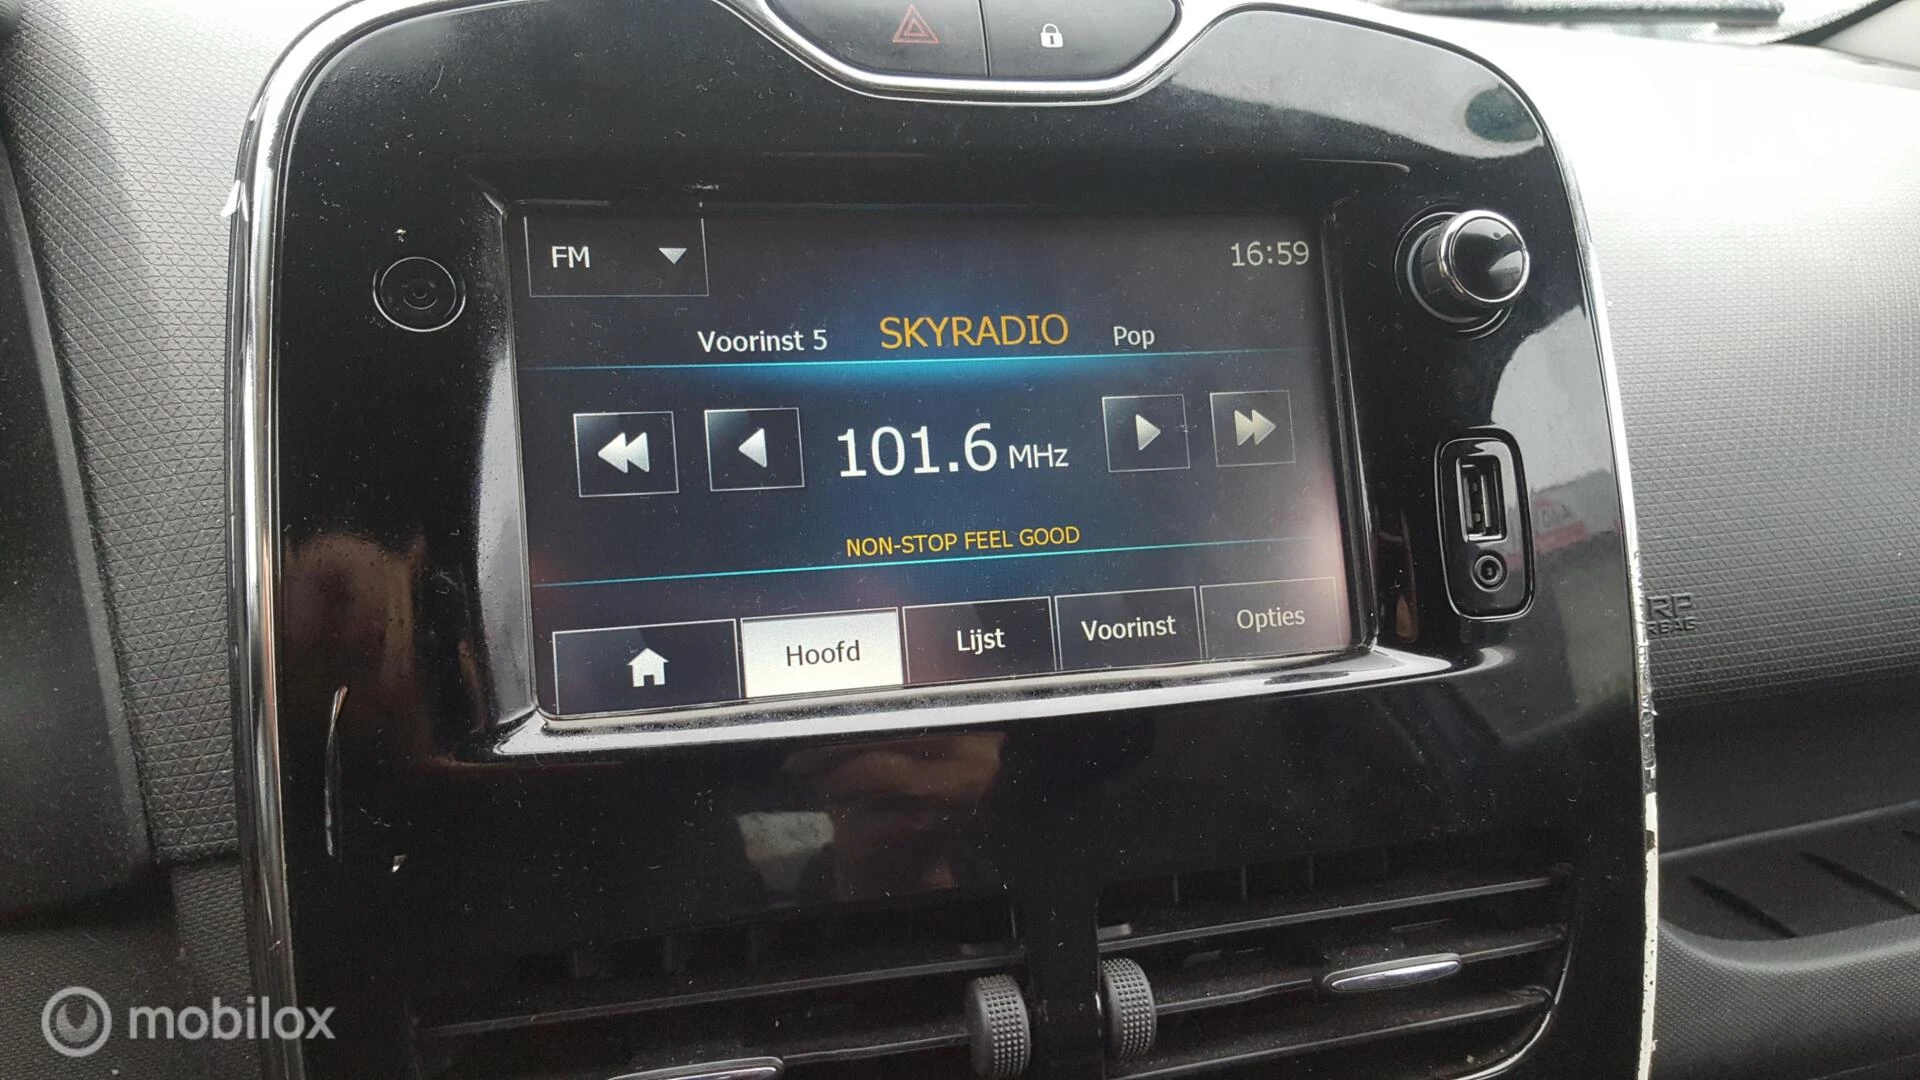 FM
16:59
Voorinst 5 SKYRADIO Pop
101.6 MHz
NON-STOP FEEL GOOD
Hoofd Lijst Voorinst Opties
RP
mobilox